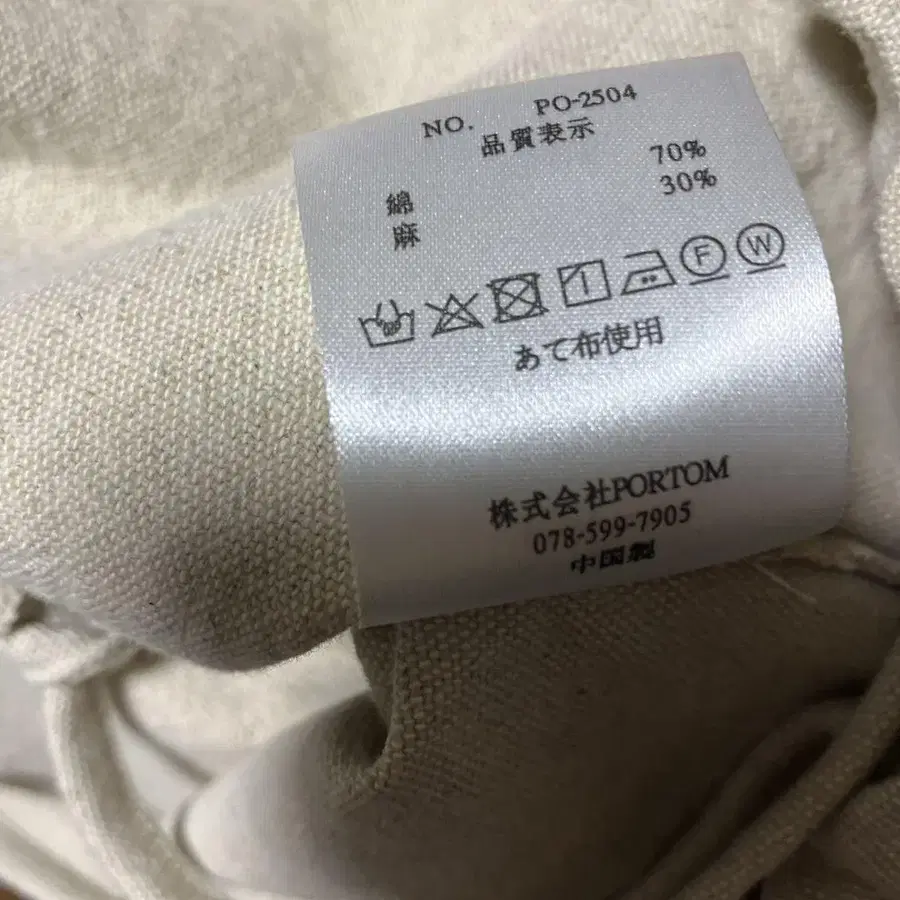 NO. PO-2504
品質表示
綿 70%
麻 30%
F W
あて布使用
株式会社PORTOM
078-599-7905
中国製